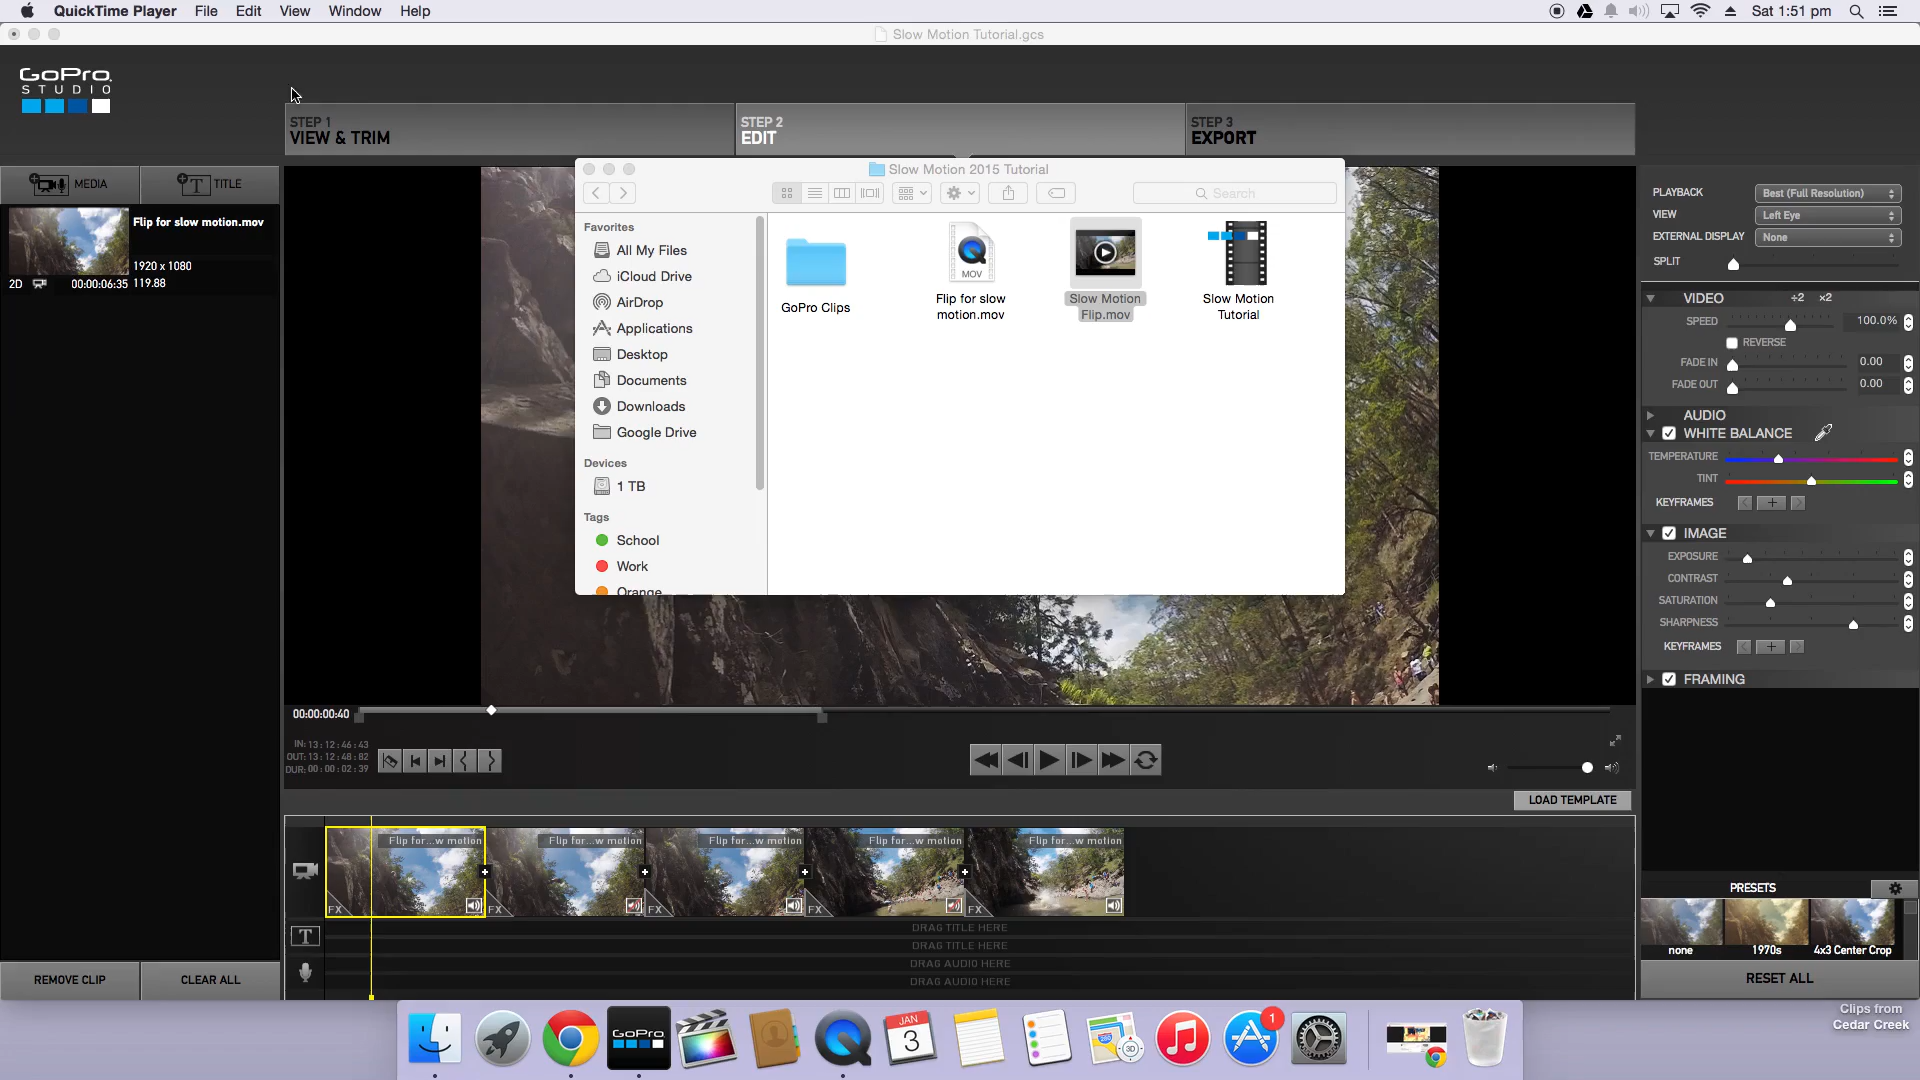 QuickTime Player File Edit View Window Help
Sat 1:51 pm
Slow Motion Tutorial.gcs
GoPro
STUDIO
STEP 1
VIEW & TRIM
STEP 2
EDIT
STEP 3
EXPORT
MEDIA
TITLE
Flip for slow motion.mov
1920 x 1080
2D 00:00:06:35 119.88
Slow Motion 2015 Tutorial
Search
Favorites
All My Files
iCloud Drive
AirDrop
Applications
Desktop
Documents
Downloads
Google Drive
Devices
1 TB
Tags
School
Work
Orange
GoPro Clips
MOV
Flip for slow
motion.mov
Slow Motion
Flip.mov
Slow Motion
Tutorial
PLAYBACK Best (Full Resolution)
VIEW Left Eye
EXTERNAL DISPLAY None
SPLIT
VIDEO ÷2 x2
SPEED 100.0%
REVERSE
FADE IN 0.00
FADE OUT 0.00
AUDIO
WHITE BALANCE
TEMPERATURE
TINT
KEYFRAMES
IMAGE
EXPOSURE
CONTRAST
SATURATION
SHARPNESS
KEYFRAMES
FRAMING
00:00:00:40
IN: 13:12:46:43
OUT: 13:12:48:82
DUR: 00:00:02:39
LOAD TEMPLATE
Flip for...w motion
Flip for...w motion
Flip for...w motion
Flip for...w motion
Flip for...w motion
FX
FX
FX
FX
FX
T
DRAG TITLE HERE
DRAG TITLE HERE
DRAG AUDIO HERE
DRAG AUDIO HERE
PRESETS
none
1970s
4x3 Center Crop
REMOVE CLIP
CLEAR ALL
RESET ALL
Clips from
Cedar Creek
GoPro
JAN
3
280
3D
1